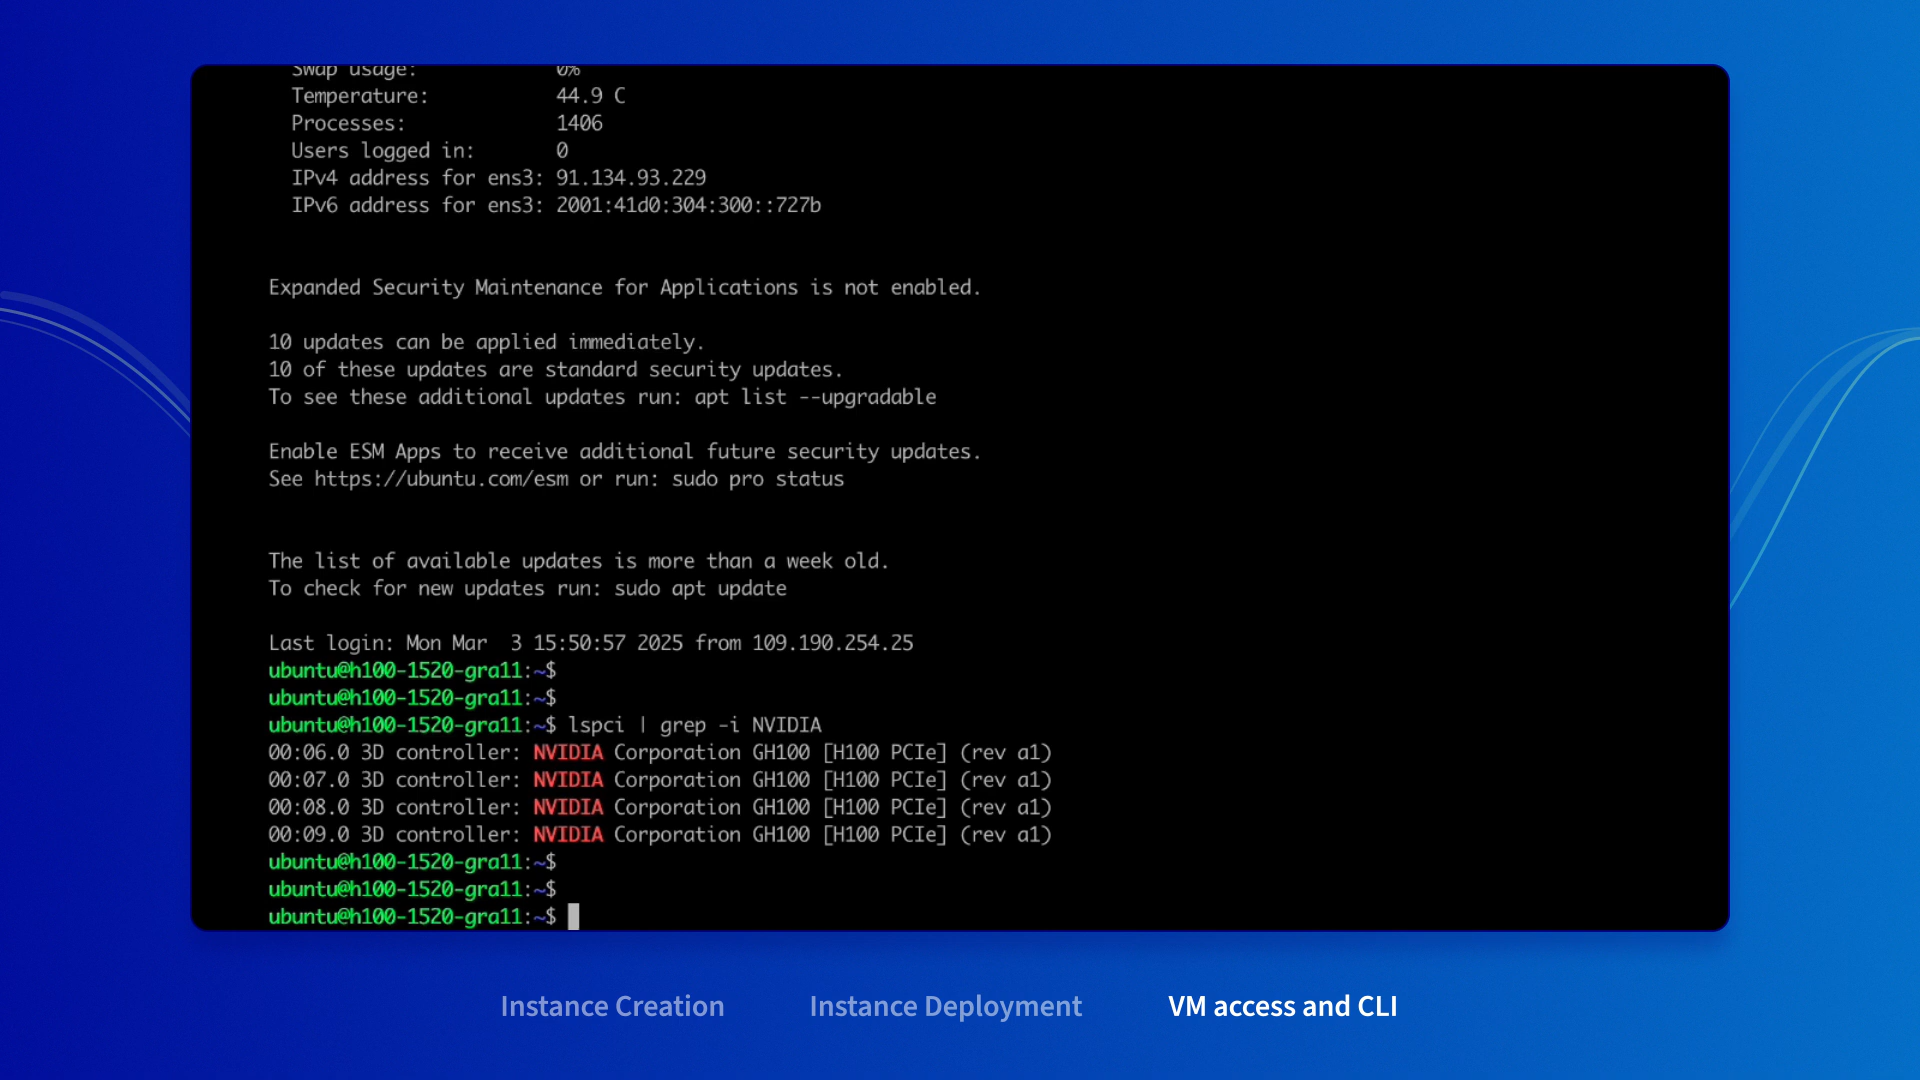 Swap usage: 0%
Temperature: 44.9 C
Processes: 1406
Users logged in: 0
IPv4 address for ens3: 91.134.93.229
IPv6 address for ens3: 2001:41d0:304:300::727b
Expanded Security Maintenance for Applications is not enabled.
10 updates can be applied immediately.
10 of these updates are standard security updates.
To see these additional updates run: apt list --upgradable
Enable ESM Apps to receive additional future security updates.
See https://ubuntu.com/esm or run: sudo pro status
The list of available updates is more than a week old.
To check for new updates run: sudo apt update
Last login: Mon Mar  3 15:50:57 2025 from 109.190.254.25
ubuntu@h100-1520-gra11:~$
ubuntu@h100-1520-gra11:~$
ubuntu@h100-1520-gra11:~$ lspci | grep -i NVIDIA
00:06.0 3D controller: NVIDIA Corporation GH100 [H100 PCIe] (rev a1)
00:07.0 3D controller: NVIDIA Corporation GH100 [H100 PCIe] (rev a1)
00:08.0 3D controller: NVIDIA Corporation GH100 [H100 PCIe] (rev a1)
00:09.0 3D controller: NVIDIA Corporation GH100 [H100 PCIe] (rev a1)
ubuntu@h100-1520-gra11:~$
ubuntu@h100-1520-gra11:~$
ubuntu@h100-1520-gra11:~$
Instance Creation
Instance Deployment
VM access and CLI